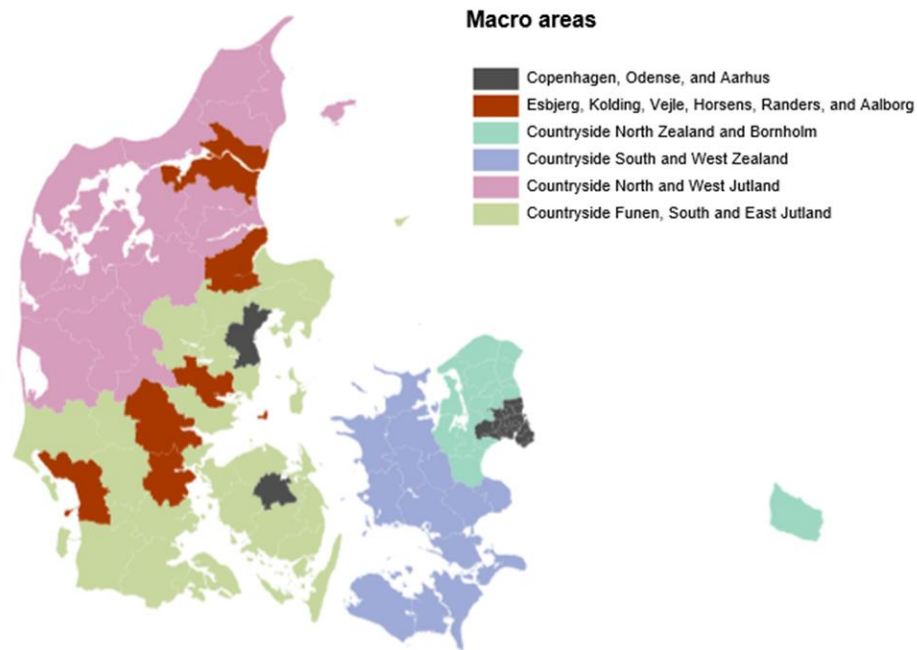 Macro areas
Copenhagen, Odense, and Aarhus
Esbjerg, Kolding, Vejle, Horsens, Randers, and Aalborg
Countryside North Zealand and Bornholm
Countryside South and West Zealand
Countryside North and West Jutland
Countryside Funen, South and East Jutland